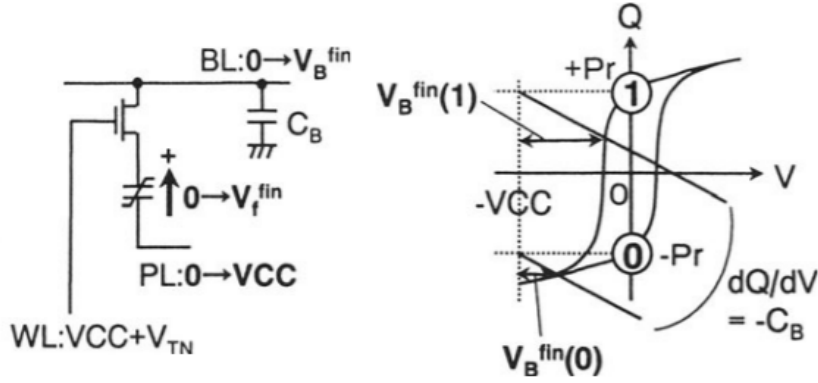 BL:0→V_B^fin
C_B
+
0→V_f^fin
PL:0→VCC
WL:VCC+V_TN
Q
+Pr
1
V_B^fin(1)
V
-VCC
0
0
-Pr
dQ/dV
= -C_B
V_B^fin(0)